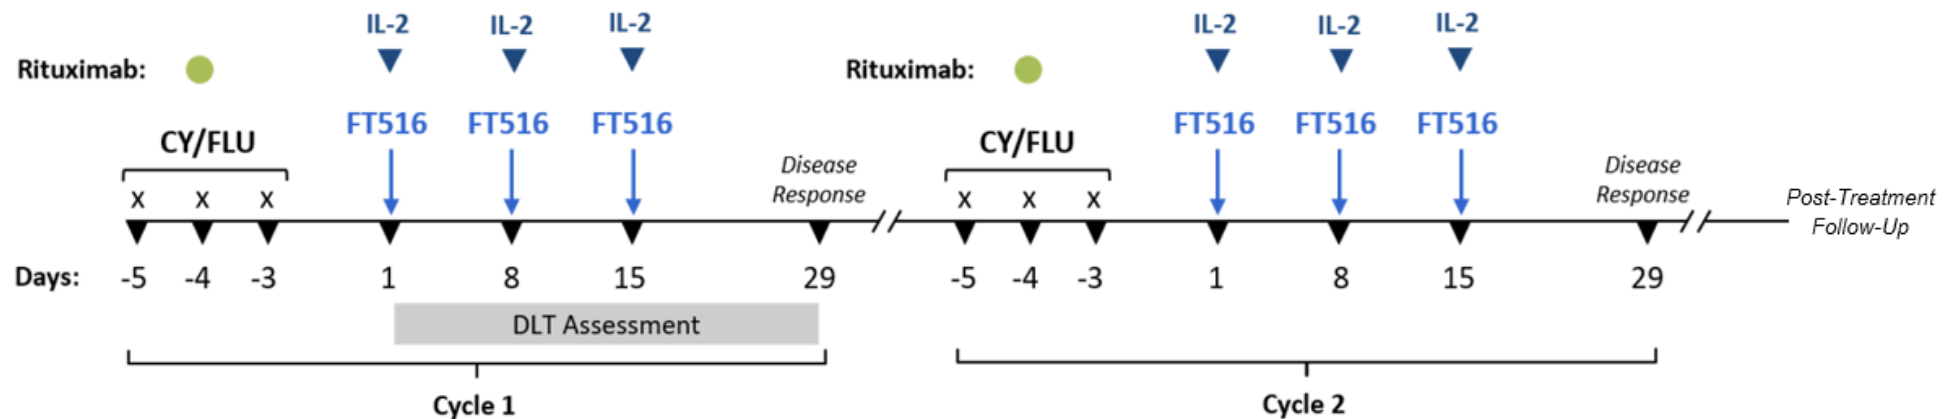 IL-2 IL-2 IL-2 IL-2 IL-2 IL-2
Rituximab: Rituximab:
FT516 FT516 FT516 FT516 FT516 FT516
CY/FLU CY/FLU
Disease Disease
Response Response
x x x x x x
Post-Treatment
Follow-Up
Days: -5 -4 -3 1 8 15 29 -5 -4 -3 1 8 15 29
DLT Assessment
Cycle 1 Cycle 2